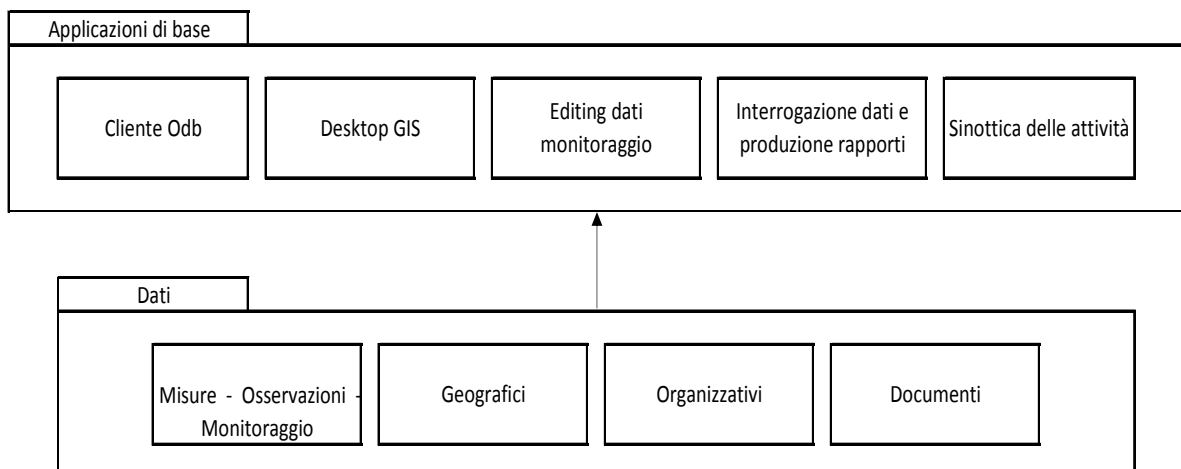 Applicazioni di base
Cliente Odb
Desktop GIS
Editing dati
monitoraggio
Interrogazione dati e
produzione rapporti
Sinottica delle attività
Dati
Misure - Osservazioni -
Monitoraggio
Geografici
Organizzativi
Documenti